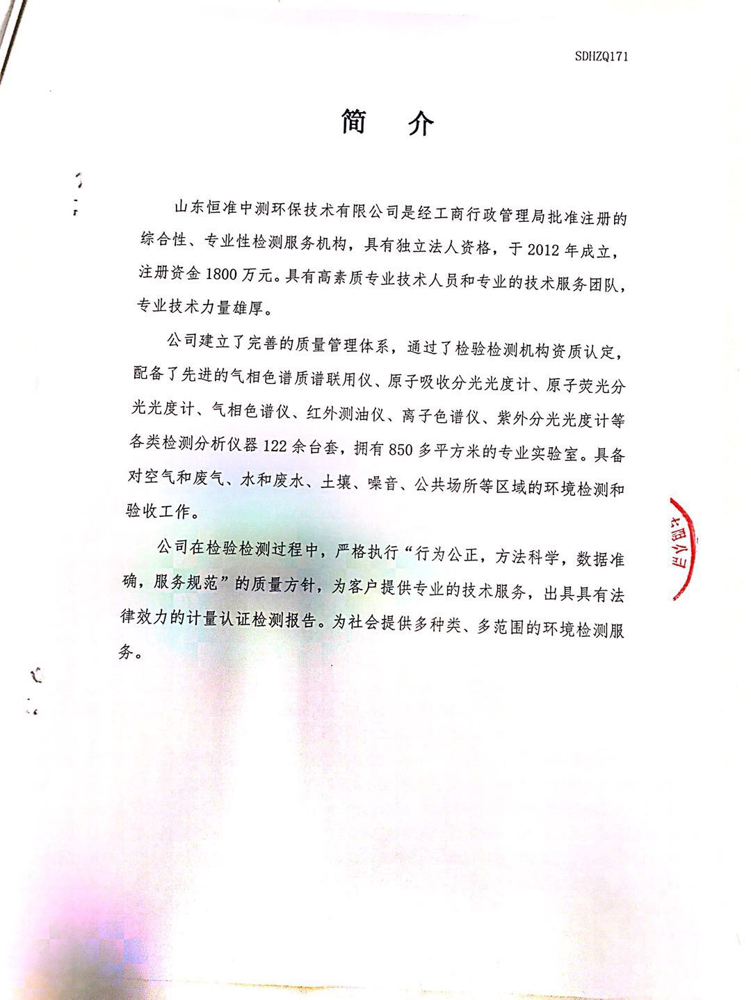 SDHZQ171
简 介
山东恒准中测环保技术有限公司是经工商行政管理局批准注册的
综合性、专业性检测服务机构，具有独立法人资格，于 2012 年成立，
注册资金 1800 万元。具有高素质专业技术人员和专业的技术服务团队，
专业技术力量雄厚。
公司建立了完善的质量管理体系，通过了检验检测机构资质认定，
配备了先进的气相色谱质谱联用仪、原子吸收分光光度计、原子荧光分
光光度计、气相色谱仪、红外测油仪、离子色谱仪、紫外分光光度计等
各类检测分析仪器 122 余台套，拥有 850 多平方米的专业实验室。具备
对空气和废气、水和废水、土壤、噪音、公共场所等区域的环境检测和
验收工作。
公司在检验检测过程中，严格执行“行为公正，方法科学，数据准
确，服务规范”的质量方针，为客户提供专业的技术服务，出具具有法
律效力的计量认证检测报告。为社会提供多种类、多范围的环境检测服
务。
限公司